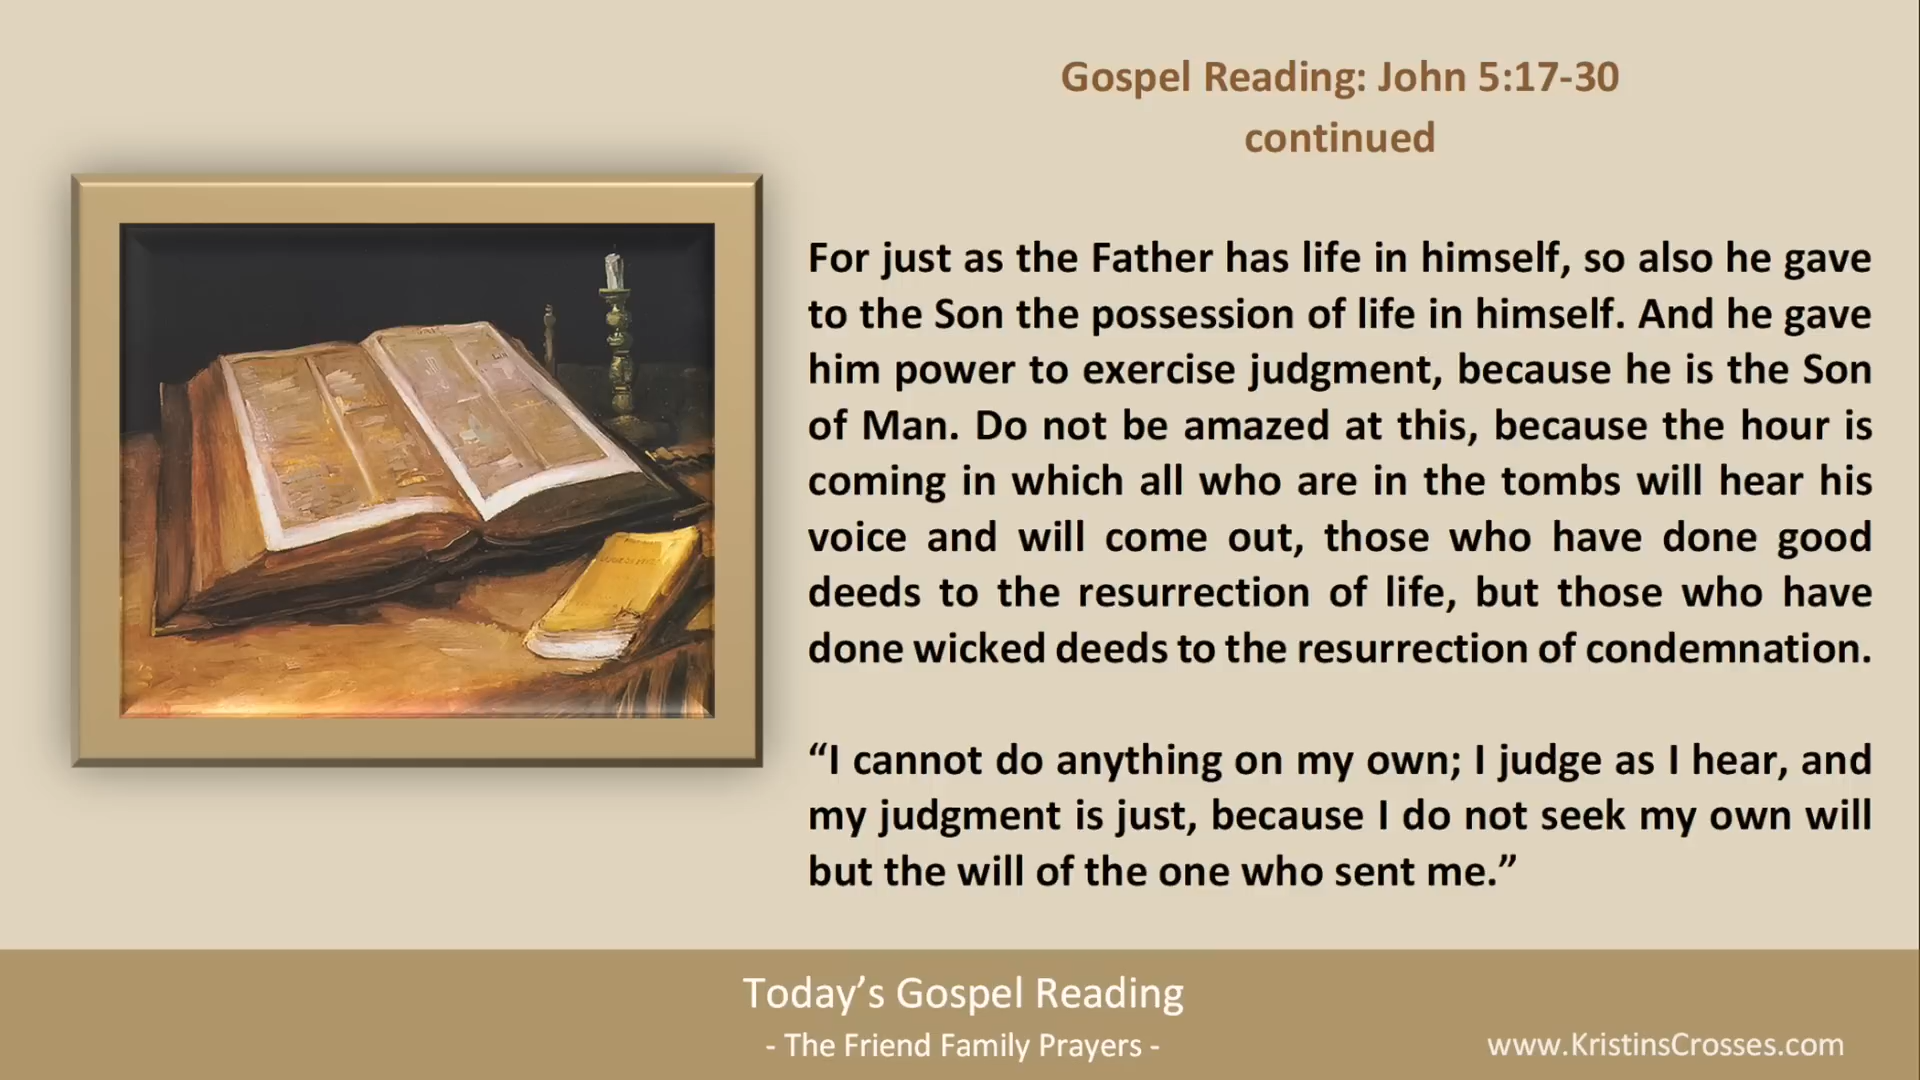 Gospel Reading: John 5:17-30
continued
For just as the Father has life in himself, so also he gave
to the Son the possession of life in himself. And he gave
him power to exercise judgment, because he is the Son
of Man. Do not be amazed at this, because the hour is
coming in which all who are in the tombs will hear his
voice and will come out, those who have done good
deeds to the resurrection of life, but those who have
done wicked deeds to the resurrection of condemnation.
“I cannot do anything on my own; I judge as I hear, and
my judgment is just, because I do not seek my own will
but the will of the one who sent me.”
Today’s Gospel Reading
- The Friend Family Prayers -
www.KristinsCrosses.com